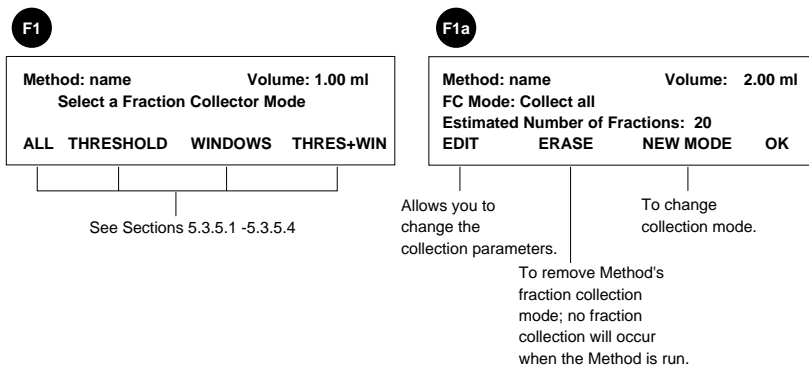 F1
Method: name Volume: 1.00 ml
Select a Fraction Collector Mode
ALL THRESHOLD WINDOWS THRES+WIN
See Sections 5.3.5.1 -5.3.5.4
F1a
Method: name Volume: 2.00 ml
FC Mode: Collect all
Estimated Number of Fractions: 20
EDIT ERASE NEW MODE OK
Allows you to
change the
collection parameters.
To remove Method's
fraction collection
mode; no fraction
collection will occur
when the Method is run.
To change
collection mode.